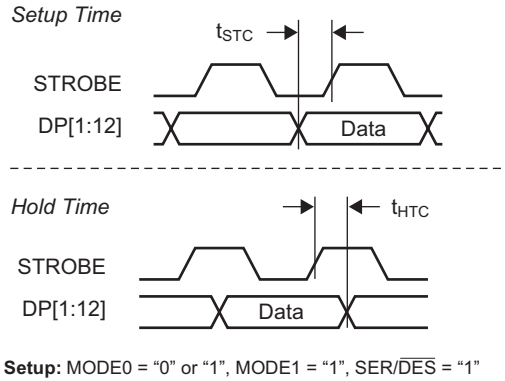 Setup Time
tSTC
STROBE
DP[1:12]
Data
Hold Time
tHTC
STROBE
DP[1:12]
Data
Setup: MODE0 = “0” or “1”, MODE1 = “1”, SER/D̅E̅S̅ = “1”